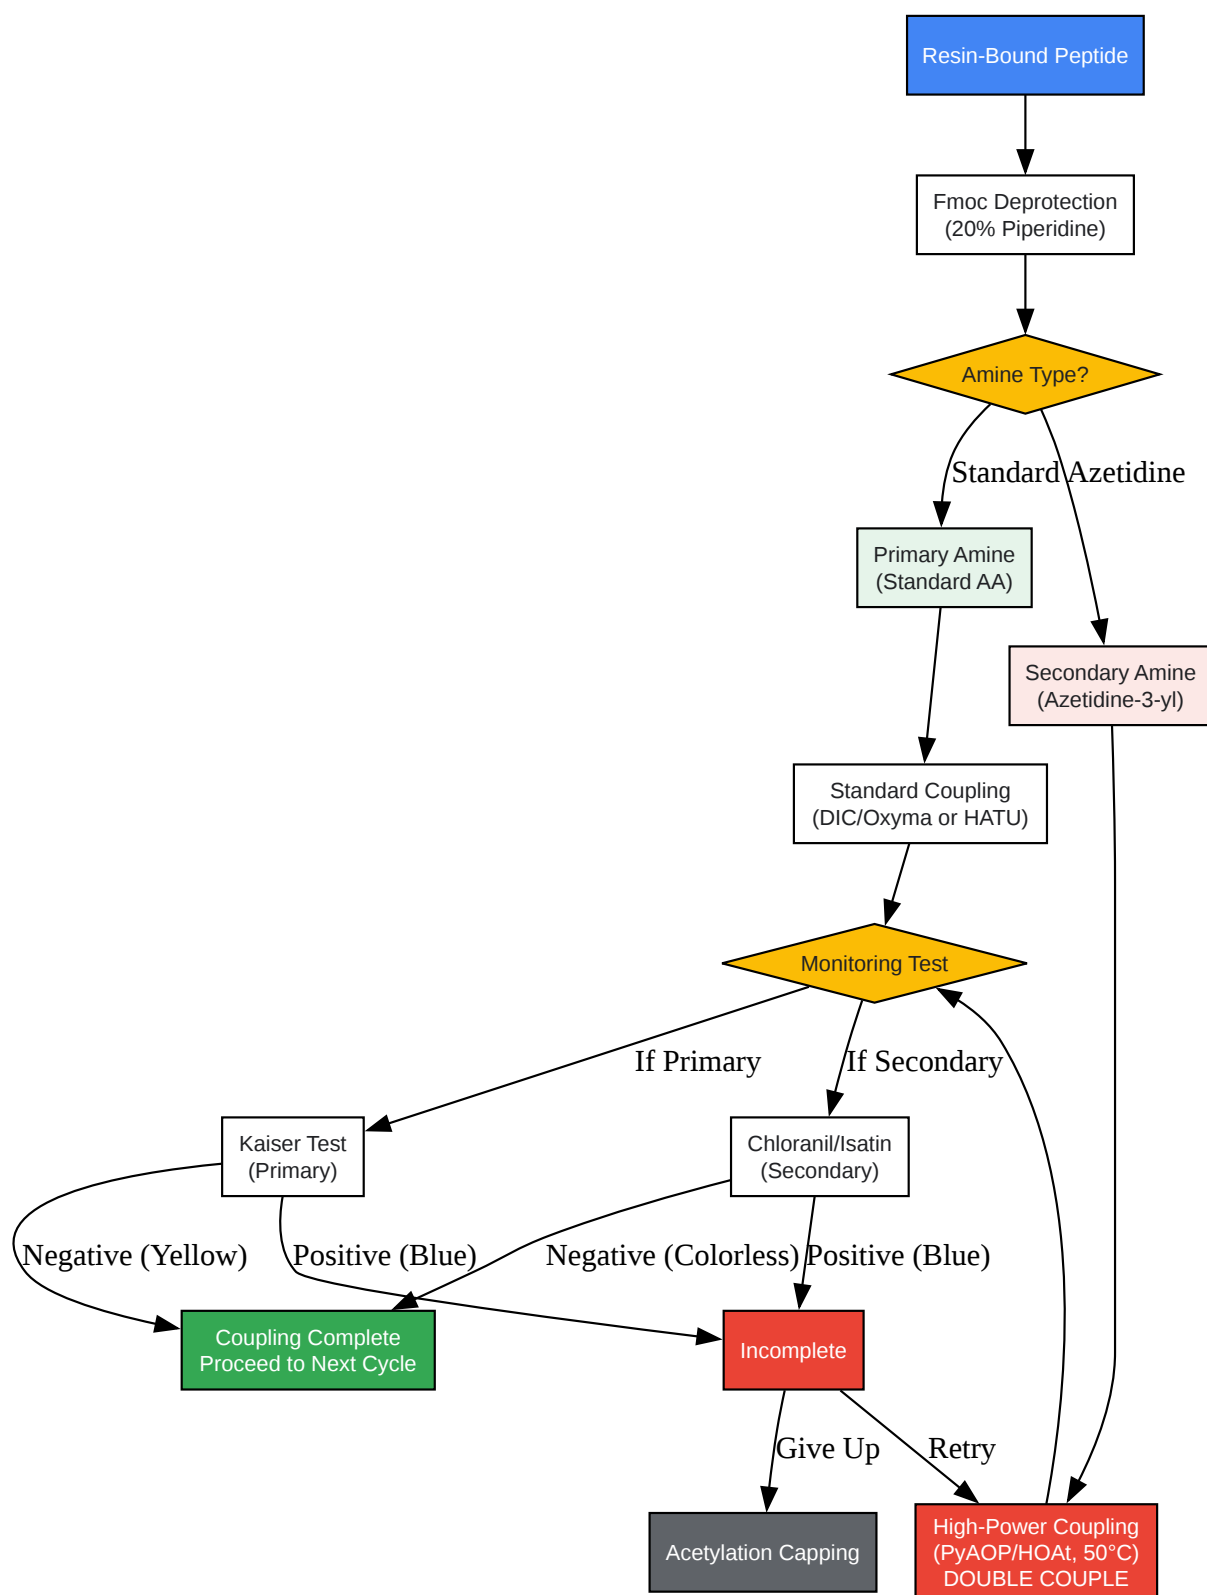 Resin-Bound Peptide
Fmoc Deprotection
(20% Piperidine)
Amine Type?
Standard
Azetidine
Primary Amine
(Standard AA)
Secondary Amine
(Azetidine-3-yl)
Standard Coupling
(DIC/Oxyma or HATU)
Monitoring Test
If Primary
If Secondary
Kaiser Test
(Primary)
Chloranil/Isatin
(Secondary)
Negative (Yellow)
Positive (Blue)
Negative (Colorless)
Positive (Blue)
Coupling Complete
Proceed to Next Cycle
Incomplete
Give Up
Retry
Acetylation Capping
High-Power Coupling
(PyAOP/HOAt, 50°C)
DOUBLE COUPLE